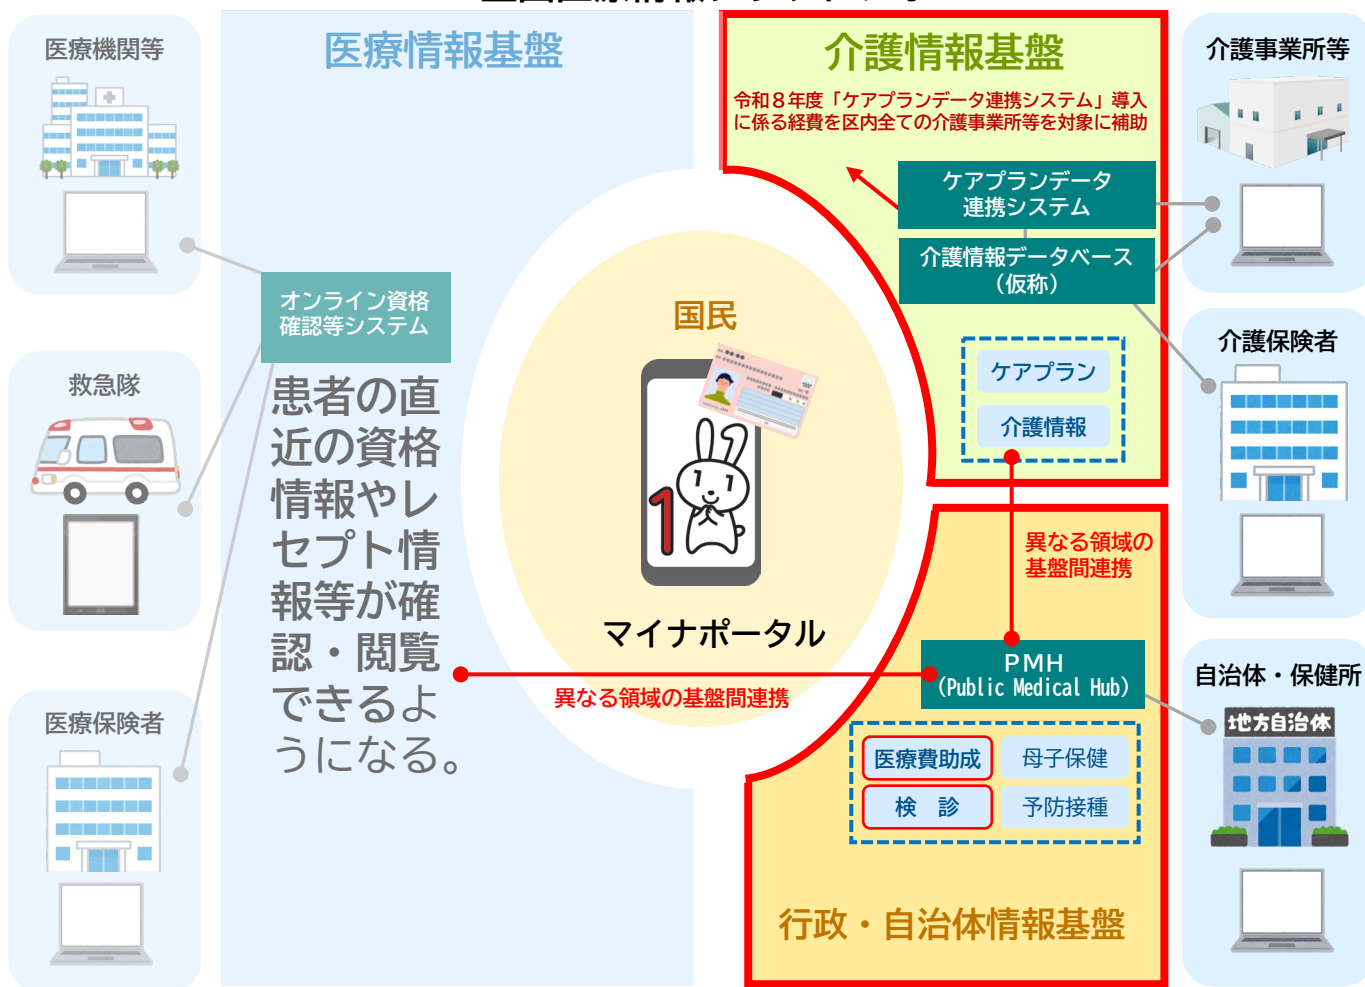 医療機関等
医療情報基盤
介護情報基盤
令和８年度「ケアプランデータ連携システム」導入
に係る経費を区内全ての介護事業所等を対象に補助
介護事業所等
ケアプランデータ
連携システム
介護情報データベース
（仮称）
オンライン資格
確認等システム
国民
介護保険者
ケアプラン
介護情報
救急隊
患者の直
近の資格
情報やレ
セプト情
報等が確
認・閲覧
できるよ
うになる。
1
マイナポータル
異なる領域の
基盤間連携
異なる領域の基盤間連携
PMH
(Public Medical Hub)
自治体・保健所
地方自治体
医療保険者
医療費助成
母子保健
検　診
予防接種
行政・自治体情報基盤